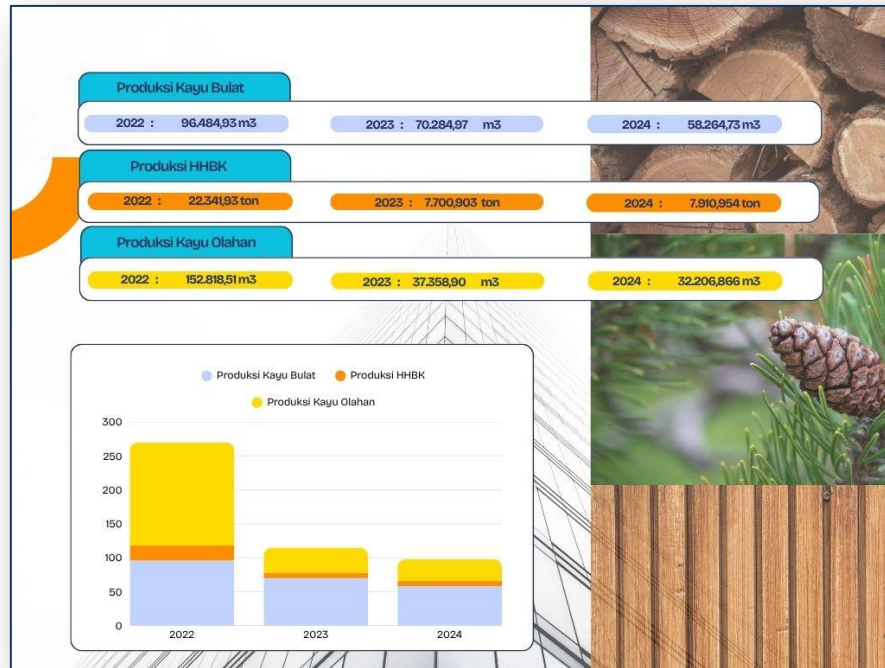 Produksi Kayu Bulat
2022 : 96.484,93 m3 2023 : 70.284,97 m3 2024 : 58.264,73 m3
Produksi HHBK
2022 : 22.341,93 ton 2023 : 7.700,903 ton 2024 : 7.910,954 ton
Produksi Kayu Olahan
2022 : 152.818,51 m3 2023 : 37.358,90 m3 2024 : 32.206,866 m3
Produksi Kayu Bulat Produksi HHBK
Produksi Kayu Olahan
300
250
200
150
100
50
0
2022 2023 2024